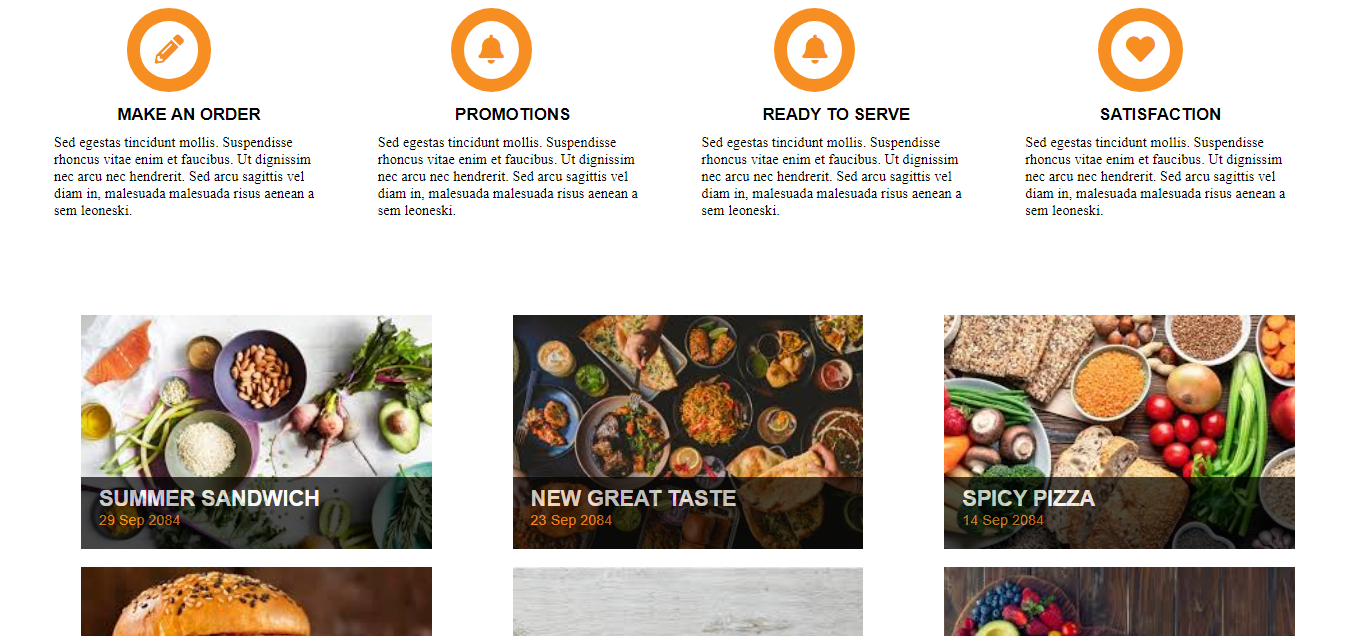 MAKE AN ORDER
Sed egestas tincidunt mollis. Suspendisse
rhoncus vitae enim et faucibus. Ut dignissim
nec arcu nec hendrerit. Sed arcu sagittis vel
diam in, malesuada malesuada risus aenean a
sem leoneski.
PROMOTIONS
Sed egestas tincidunt mollis. Suspendisse
rhoncus vitae enim et faucibus. Ut dignissim
nec arcu nec hendrerit. Sed arcu sagittis vel
diam in, malesuada malesuada risus aenean a
sem leoneski.
READY TO SERVE
Sed egestas tincidunt mollis. Suspendisse
rhoncus vitae enim et faucibus. Ut dignissim
nec arcu nec hendrerit. Sed arcu sagittis vel
diam in, malesuada malesuada risus aenean a
sem leoneski.
SATISFACTION
Sed egestas tincidunt mollis. Suspendisse
rhoncus vitae enim et faucibus. Ut dignissim
nec arcu nec hendrerit. Sed arcu sagittis vel
diam in, malesuada malesuada risus aenean a
sem leoneski.
SUMMER SANDWICH
29 Sep 2084
NEW GREAT TASTE
23 Sep 2084
SPICY PIZZA
14 Sep 2084